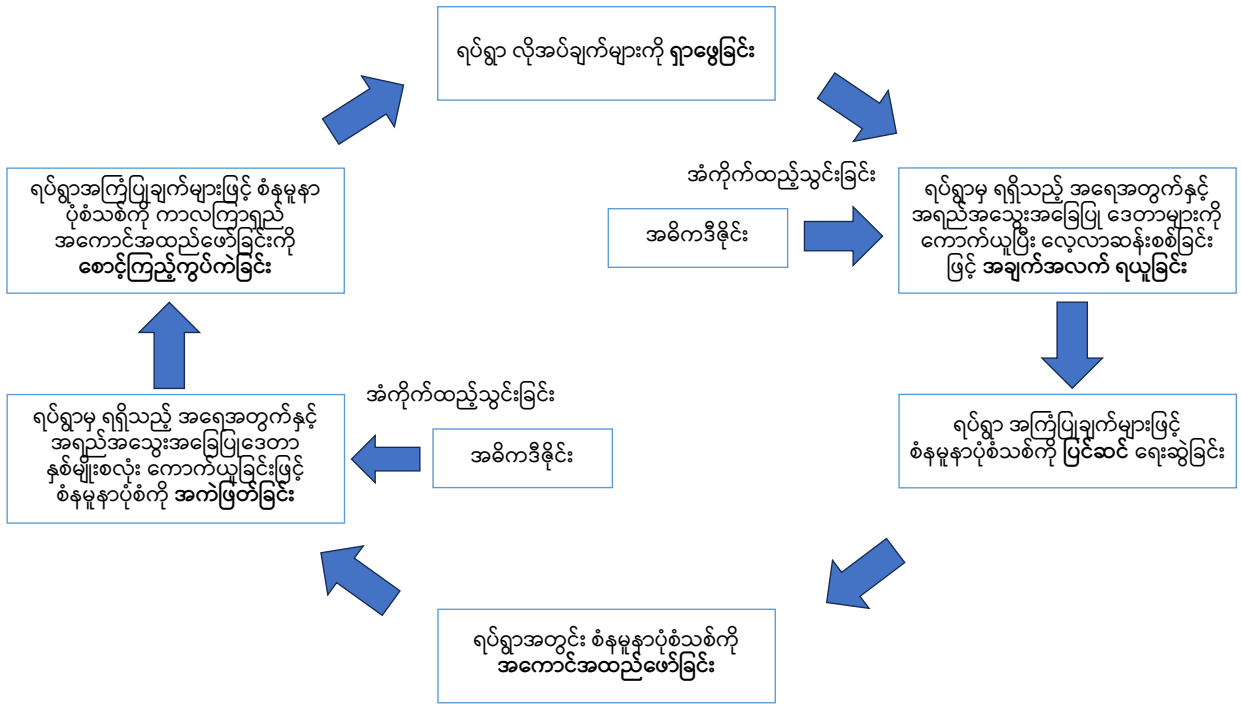 ရပ်ရွာ လိုအပ်ချက်များကို ရှာဖွေခြင်း
အံကိုက်ထည့်သွင်းခြင်း
အဓိကဒီဇိုင်း
ရပ်ရွာမှ ရရှိသည့် အရေအတွက်နှင့်
အရည်အသွေးအခြေပြု ဒေတာများကို
ကောက်ယူပြီး လေ့လာဆန်းစစ်ခြင်း
ဖြင့် အချက်အလက် ရယူခြင်း
ရပ်ရွာ အကြံပြုချက်များဖြင့်
စံနမူနာပုံစံသစ်ကို ပြင်ဆင် ရေးဆွဲခြင်း
ရပ်ရွာအတွင်း စံနမူနာပုံစံသစ်ကို
အကောင်အထည်ဖော်ခြင်း
အံကိုက်ထည့်သွင်းခြင်း
အဓိကဒီဇိုင်း
ရပ်ရွာမှ ရရှိသည့် အရေအတွက်နှင့်
အရည်အသွေးအခြေပြုဒေတာ
နှစ်မျိုးစလုံး ကောက်ယူခြင်းဖြင့်
စံနမူနာပုံစံကို အကဲဖြတ်ခြင်း
ရပ်ရွာအကြံပြုချက်များဖြင့် စံနမူနာ
ပုံစံသစ်ကို ကာလကြာရှည်
အကောင်အထည်ဖော်ခြင်းကို
စောင့်ကြည့်ကွပ်ကဲခြင်း